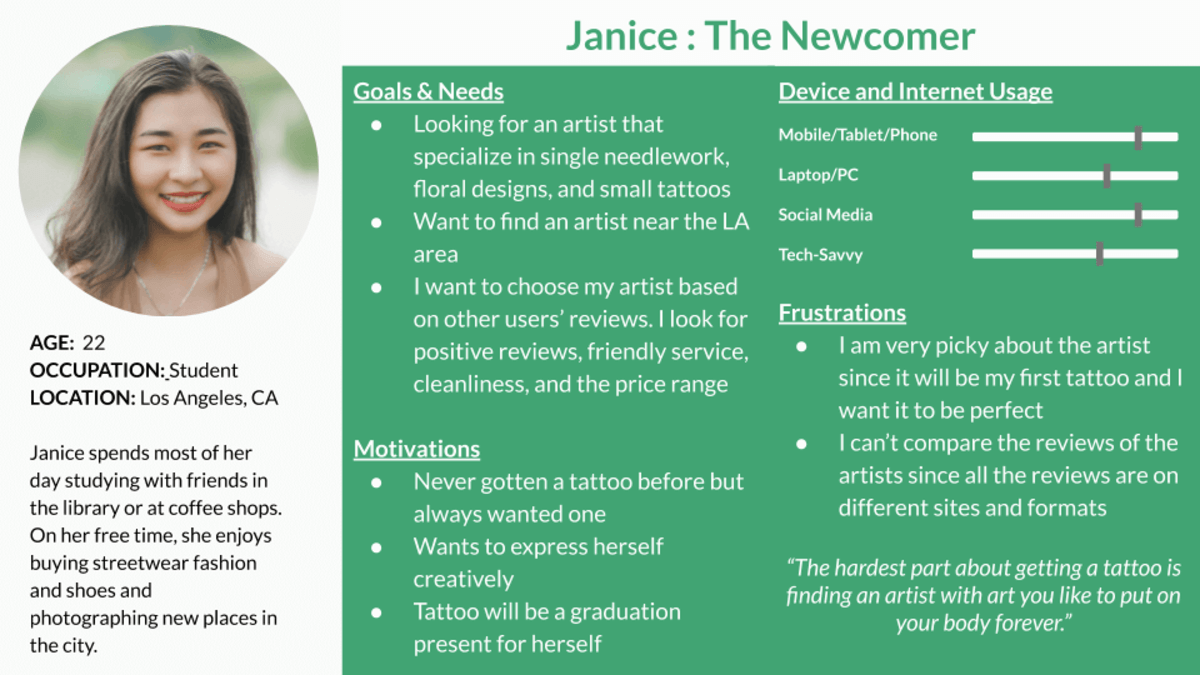 Janice : The Newcomer
AGE: 22
OCCUPATION: Student
LOCATION: Los Angeles, CA
Janice spends most of her
day studying with friends in
the library or at coffee shops.
On her free time, she enjoys
buying streetwear fashion
and shoes and
photographing new places in
the city.
Goals & Needs
● Looking for an artist that
specialize in single needlework,
floral designs, and small tattoos
● Want to find an artist near the LA
area
● I want to choose my artist based
on other users’ reviews. I look for
positive reviews, friendly service,
cleanliness, and the price range
Motivations
● Never gotten a tattoo before but
always wanted one
● Wants to express herself
creatively
● Tattoo will be a graduation
present for herself
Device and Internet Usage
Mobile/Tablet/Phone
Laptop/PC
Social Media
Tech-Savvy
Frustrations
● I am very picky about the artist
since it will be my first tattoo and I
want it to be perfect
● I can’t compare the reviews of the
artists since all the reviews are on
different sites and formats
“The hardest part about getting a tattoo is
finding an artist with art you like to put on
your body forever.”